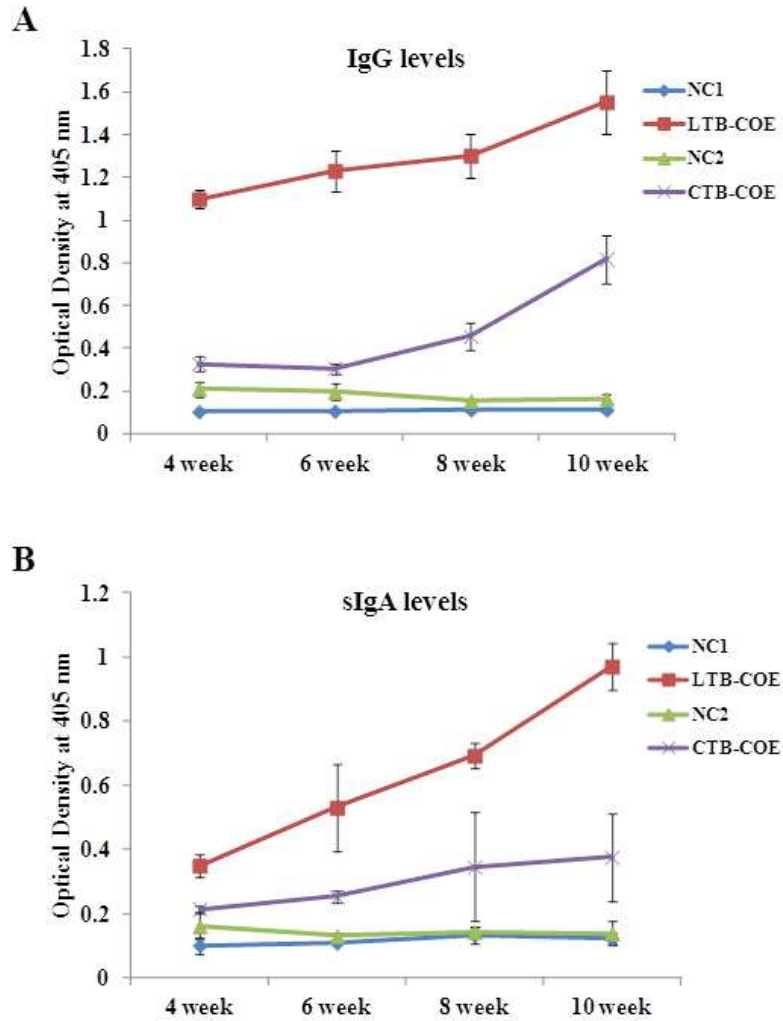 A
IgG levels
Optical Density at 405 nm
1.8
1.6
1.4
1.2
1
0.8
0.6
0.4
0.2
0
4 week 6 week 8 week 10 week
NC1
LTB-COE
NC2
CTB-COE
B
sIgA levels
Optical Density at 405 nm
1.2
1
0.8
0.6
0.4
0.2
0
4 week 6 week 8 week 10 week
NC1
LTB-COE
NC2
CTB-COE